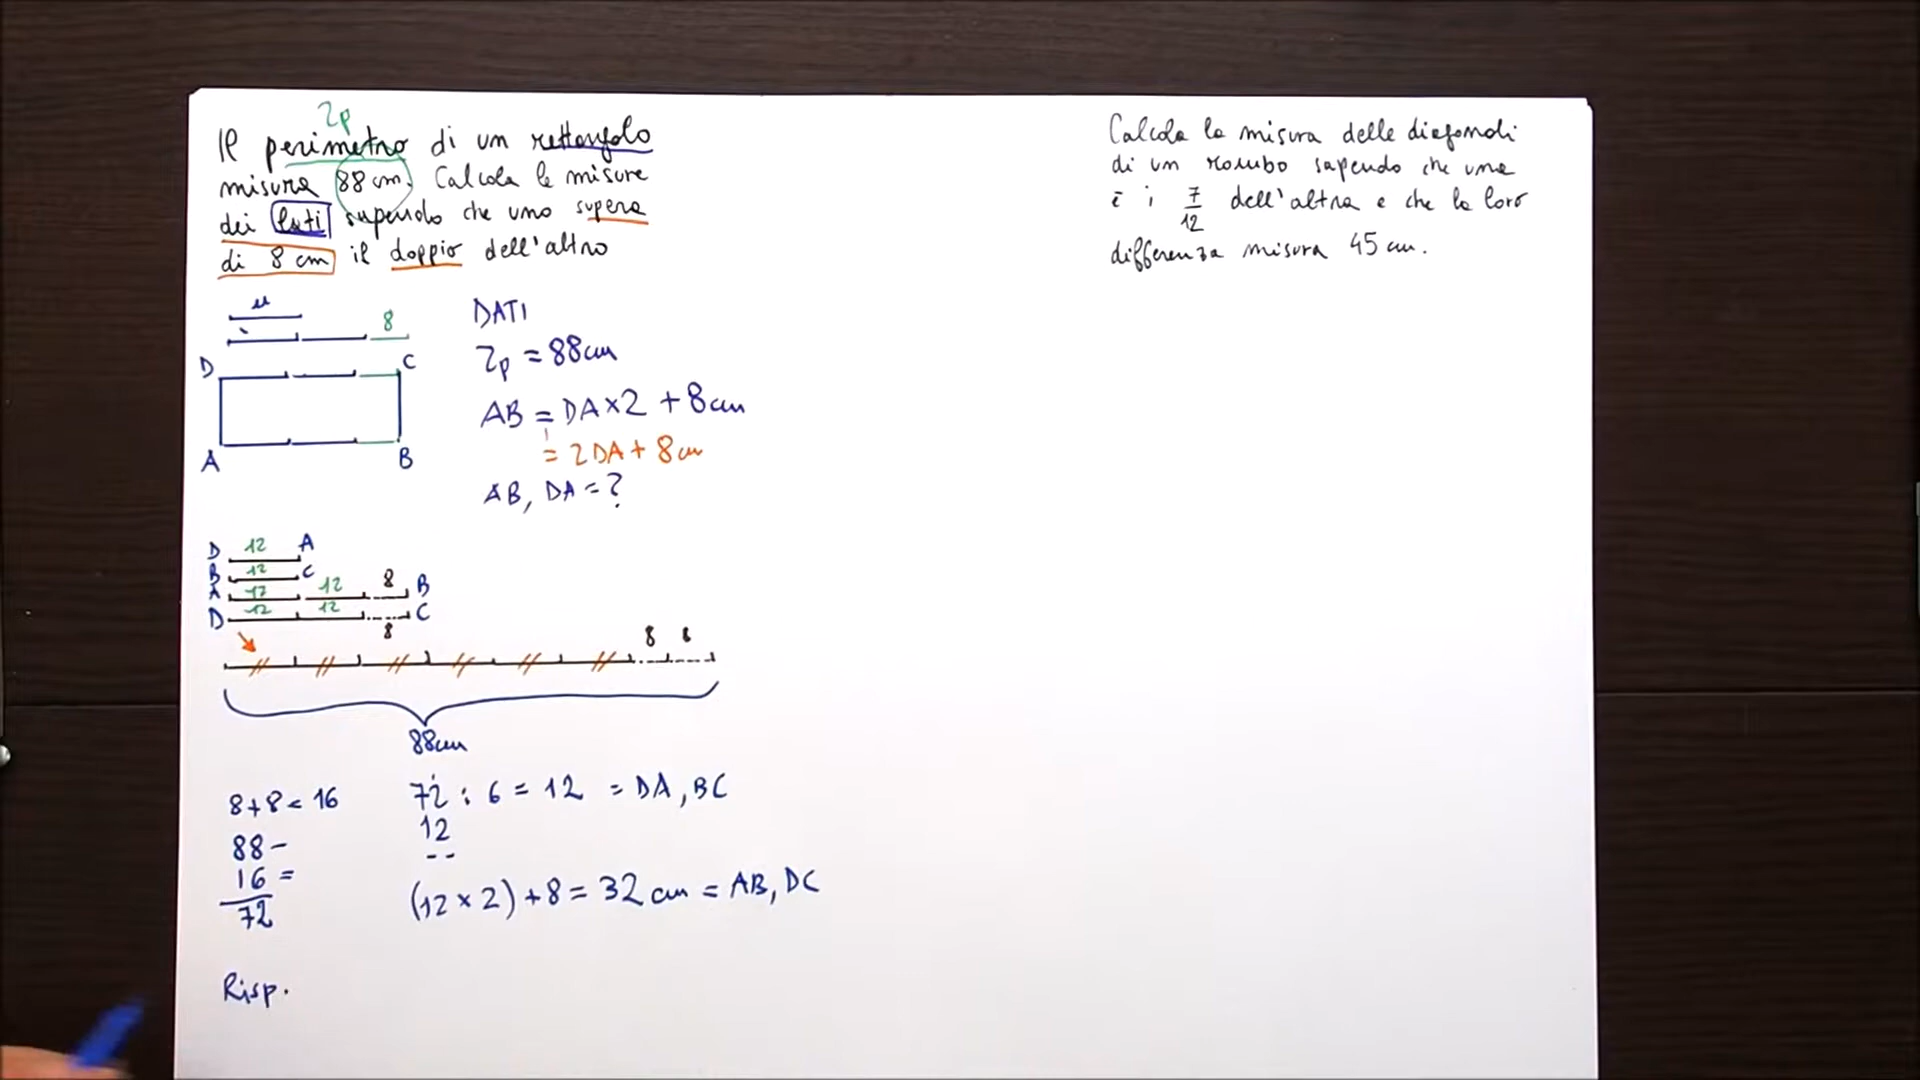 2p
Il perimetro di un rettangolo
misura 88 cm. Calcola le misure
dei lati sapendo che uno supera
di 8 cm il doppio dell'altro
u
8
D C
A B
DATI
2p = 88cm
AB = DA×2 + 8cm
= 2DA + 8cm
AB, DA = ?
D 12 A
B 12 C
A 12 12 8 B
D 12 12 C
8
8 8
88cm
8+8 = 16
88 -
16 =
72
72 : 6 = 12 = DA, BC
12
--
(12 × 2) + 8 = 32 cm = AB, DC
Risp.
Calcola la misura delle diagonali
di un rombo sapendo che una
è i 7/12 dell'altra e che la loro
differenza misura 45 cm.